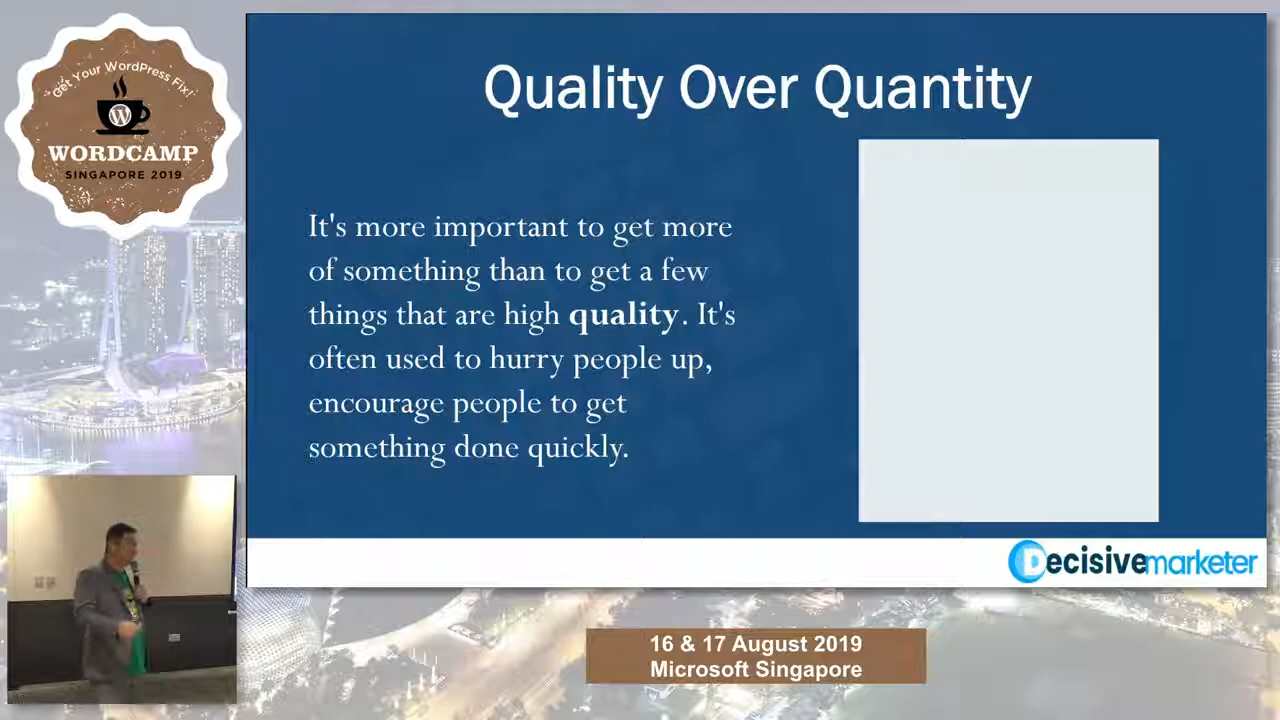 Get Your WordPress Fix!
W
WORDCAMP
SINGAPORE 2019
Quality Over Quantity
It's more important to get more
of something than to get a few
things that are high quality. It's
often used to hurry people up,
encourage people to get
something done quickly.
Decisivemarketer
16 & 17 August 2019
Microsoft Singapore